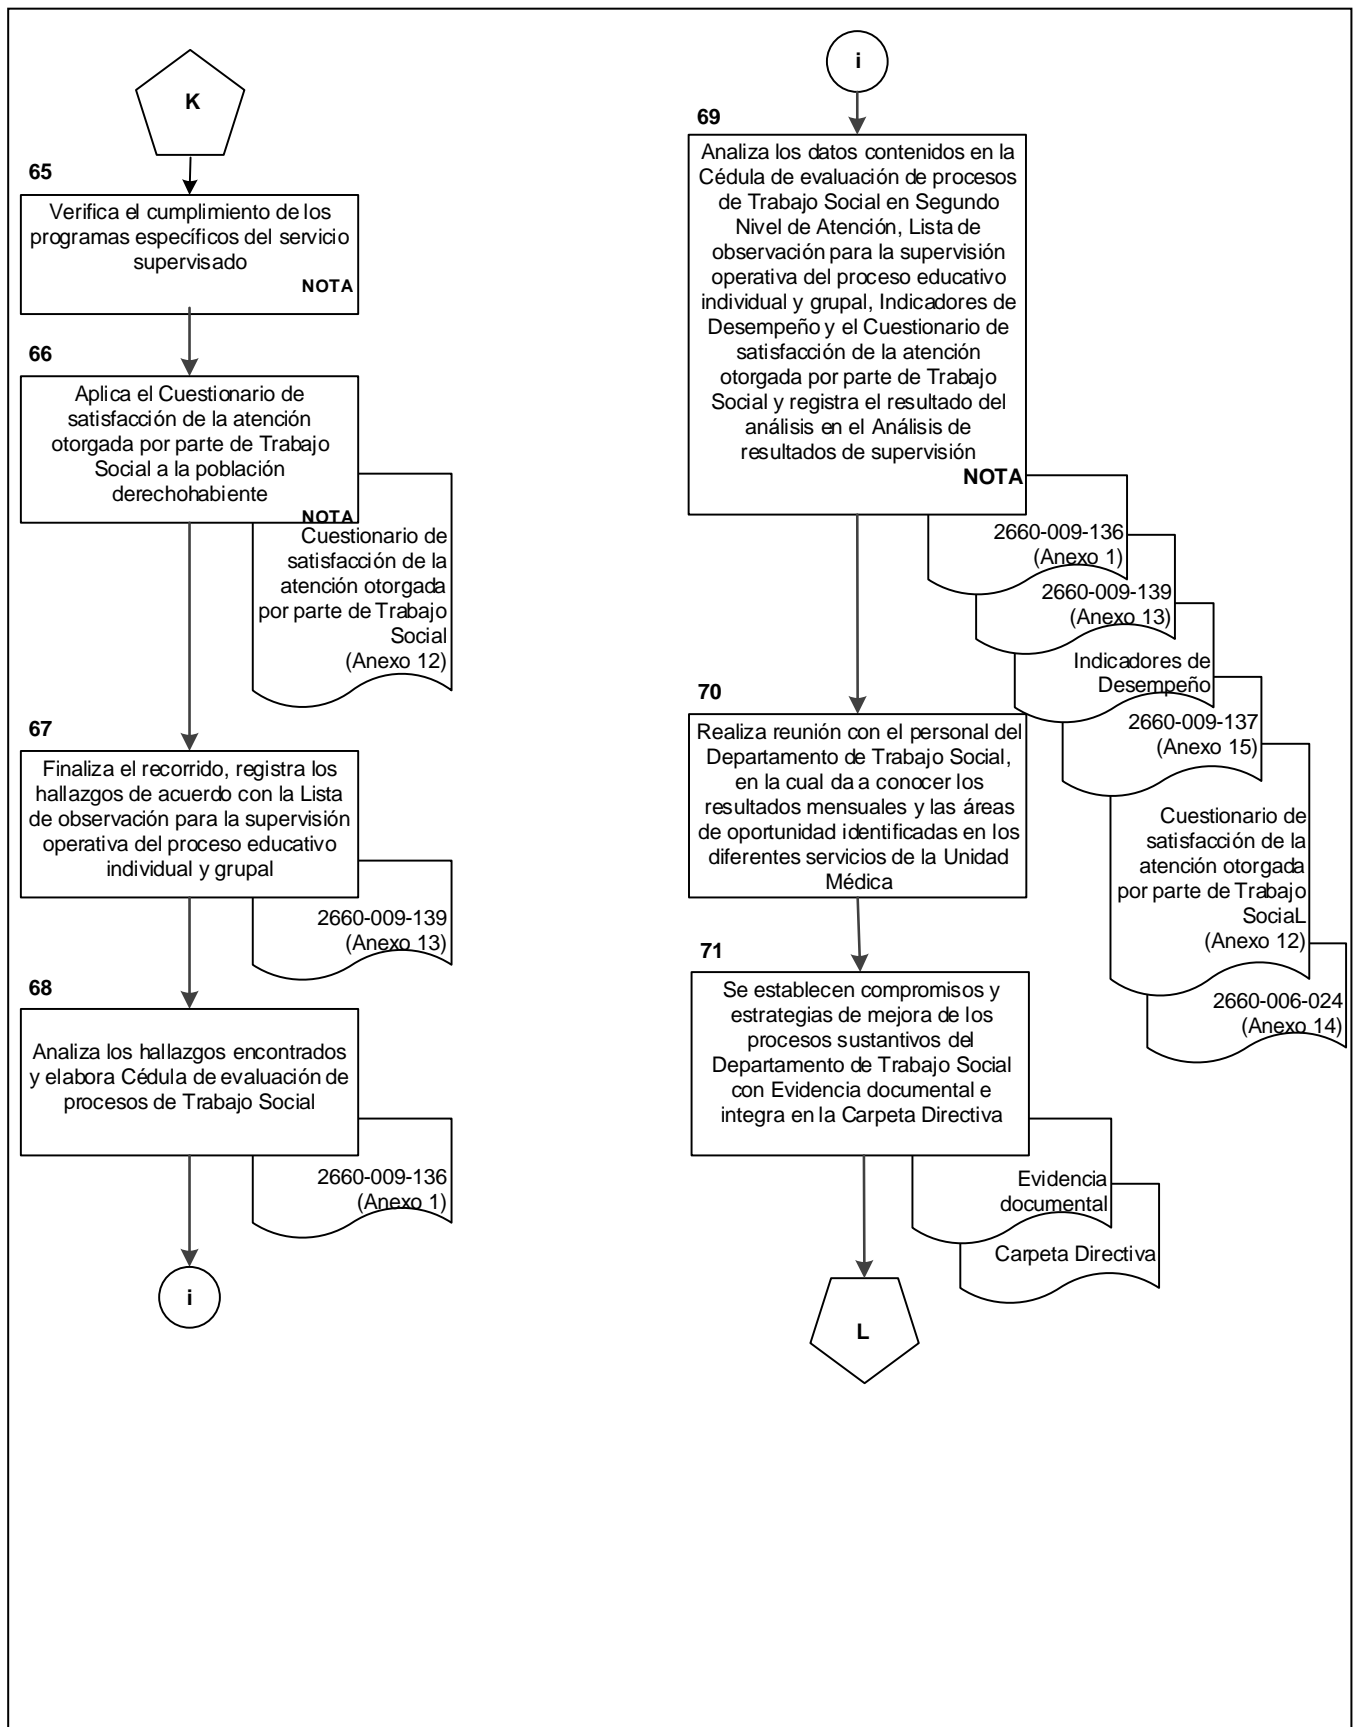 K
65
Verifica el cumplimiento de los
programas específicos del servicio
supervisado
NOTA
66
Aplica el Cuestionario de
satisfacción de la atención
otorgada por parte de Trabajo
Social a la población
derechohabiente
NOTA
Cuestionario de
satisfacción de la
atención otorgada
por parte de Trabajo
Social
(Anexo 12)
67
Finaliza el recorrido, registra los
hallazgos de acuerdo con la Lista
de observación para la supervisión
operativa del proceso educativo
individual y grupal
2660-009-139
(Anexo 13)
68
Analiza los hallazgos encontrados
y elabora Cédula de evaluación de
procesos de Trabajo Social
2660-009-136
(Anexo 1)
i
i
69
Analiza los datos contenidos en la
Cédula de evaluación de procesos
de Trabajo Social en Segundo
Nivel de Atención, Lista de
observación para la supervisión
operativa del proceso educativo
individual y grupal, Indicadores de
Desempeño y el Cuestionario de
satisfacción de la atención
otorgada por parte de Trabajo
Social y registra el resultado del
análisis en el Análisis de
resultados de supervisión
NOTA
2660-009-136
(Anexo 1)
2660-009-139
(Anexo 13)
Indicadores de
Desempeño
2660-009-137
(Anexo 15)
Cuestionario de
satisfacción de la
atención otorgada
por parte de Trabajo
SociaL
(Anexo 12)
2660-006-024
(Anexo 14)
70
Realiza reunión con el personal del
Departamento de Trabajo Social,
en la cual da a conocer los
resultados mensuales y las áreas
de oportunidad identificadas en los
diferentes servicios de la Unidad
Médica
71
Se establecen compromisos y
estrategias de mejora de los
procesos sustantivos del
Departamento de Trabajo Social
con Evidencia documental e
integra en la Carpeta Directiva
Evidencia
documental
Carpeta Directiva
L